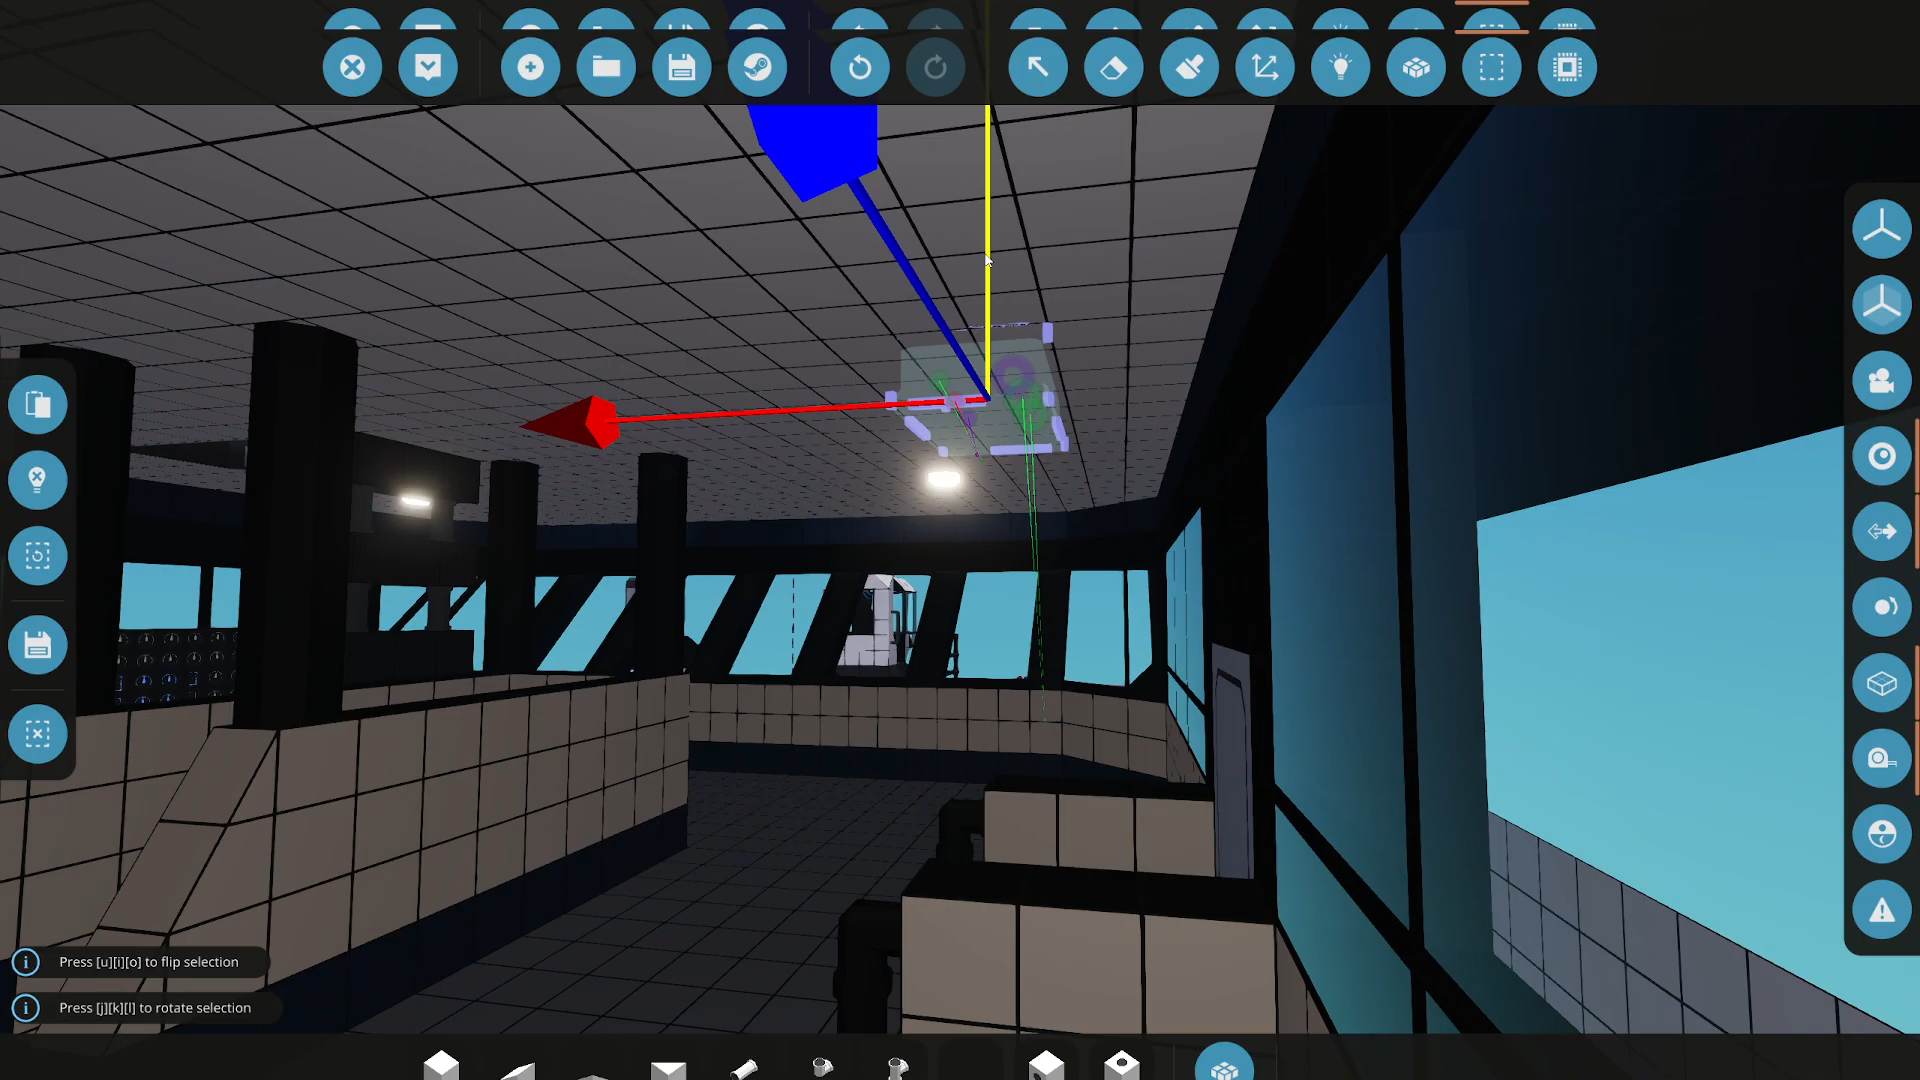 Press [u][i][o] to flip selection
Press [j][k][l] to rotate selection